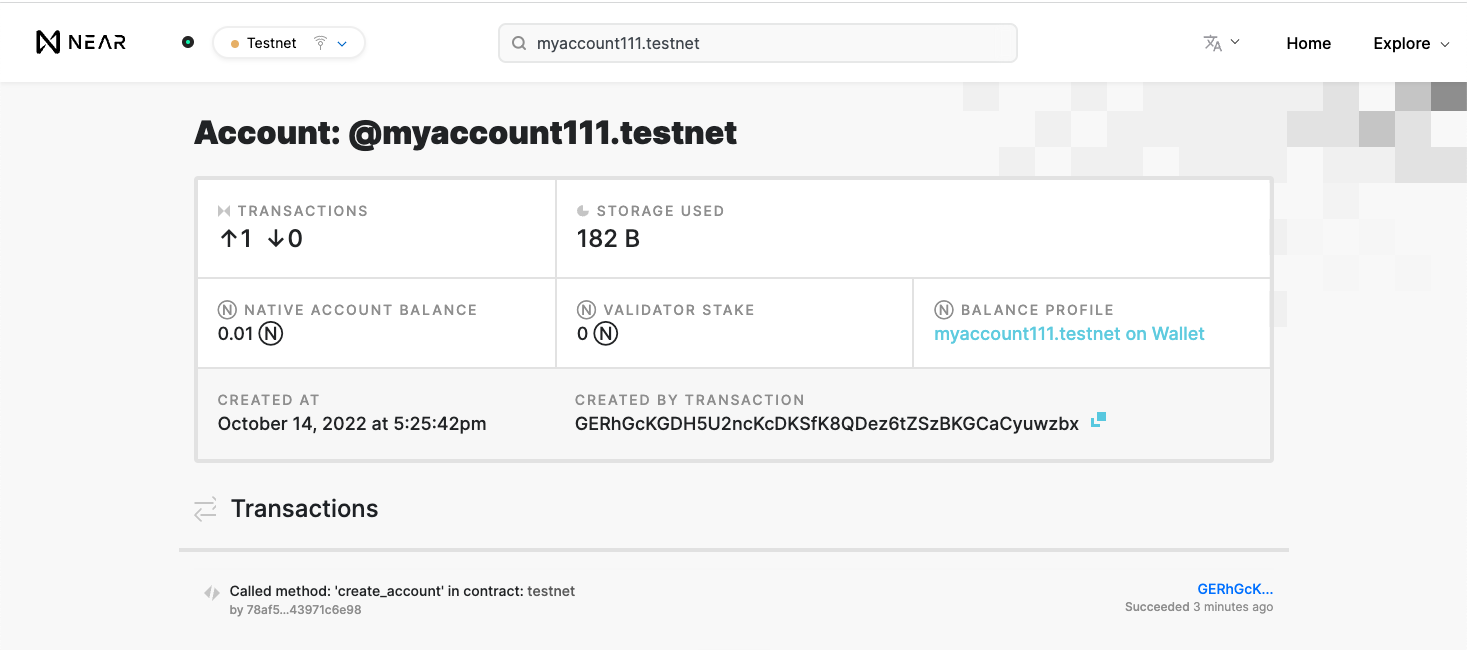 NEAR Testnet myaccount111.testnet Home Explore
Account: @myaccount111.testnet
TRANSACTIONS STORAGE USED
↑1 ↓0 182 B
NATIVE ACCOUNT BALANCE VALIDATOR STAKE BALANCE PROFILE
0.01 Ⓝ 0 Ⓝ myaccount111.testnet on Wallet
CREATED AT CREATED BY TRANSACTION
October 14, 2022 at 5:25:42pm GERhGcKGDH5U2ncKcDKSfK8QDez6tZSzBKGCaCyuwzbx
Transactions
Called method: 'create_account' in contract: testnet GERhGcK...
by 78af5...43971c6e98 Succeeded 3 minutes ago